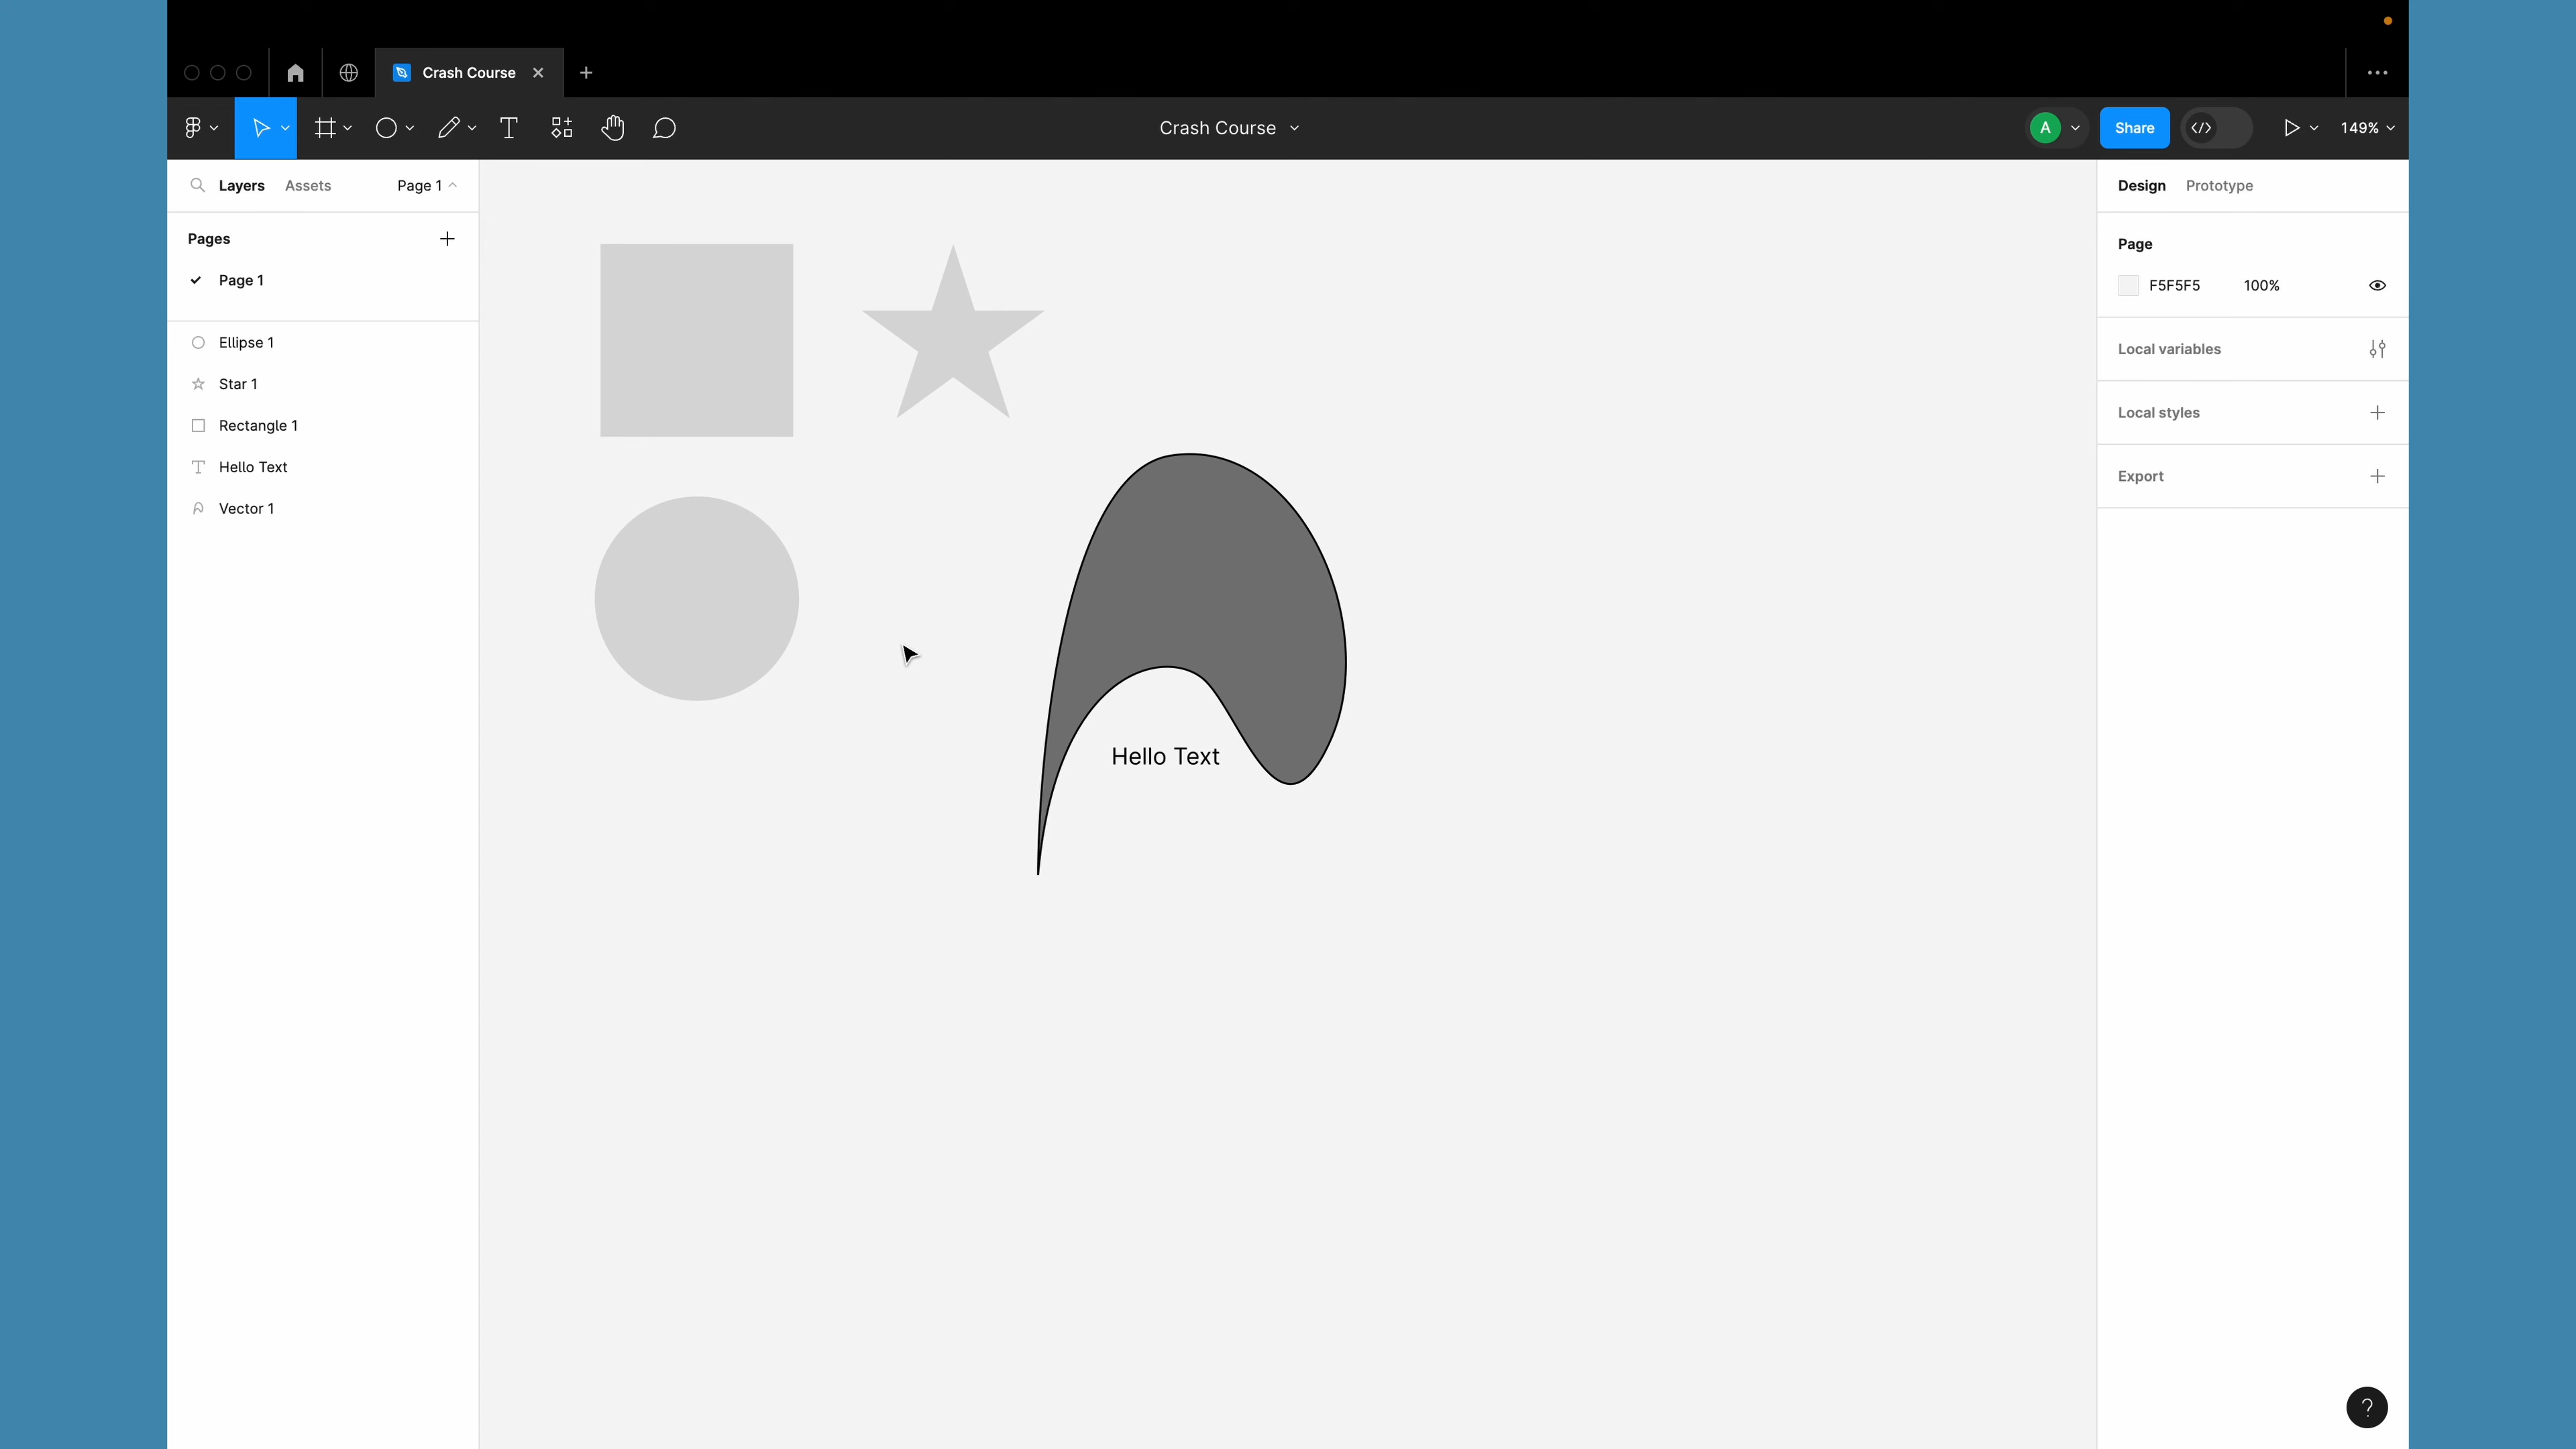 Crash Course
Crash Course
A
Share
149%
Layers Assets Page 1
Pages
Page 1
Ellipse 1
Star 1
Rectangle 1
Hello Text
Vector 1
Hello Text
Design Prototype
Page
F5F5F5 100%
Local variables
Local styles
Export
?